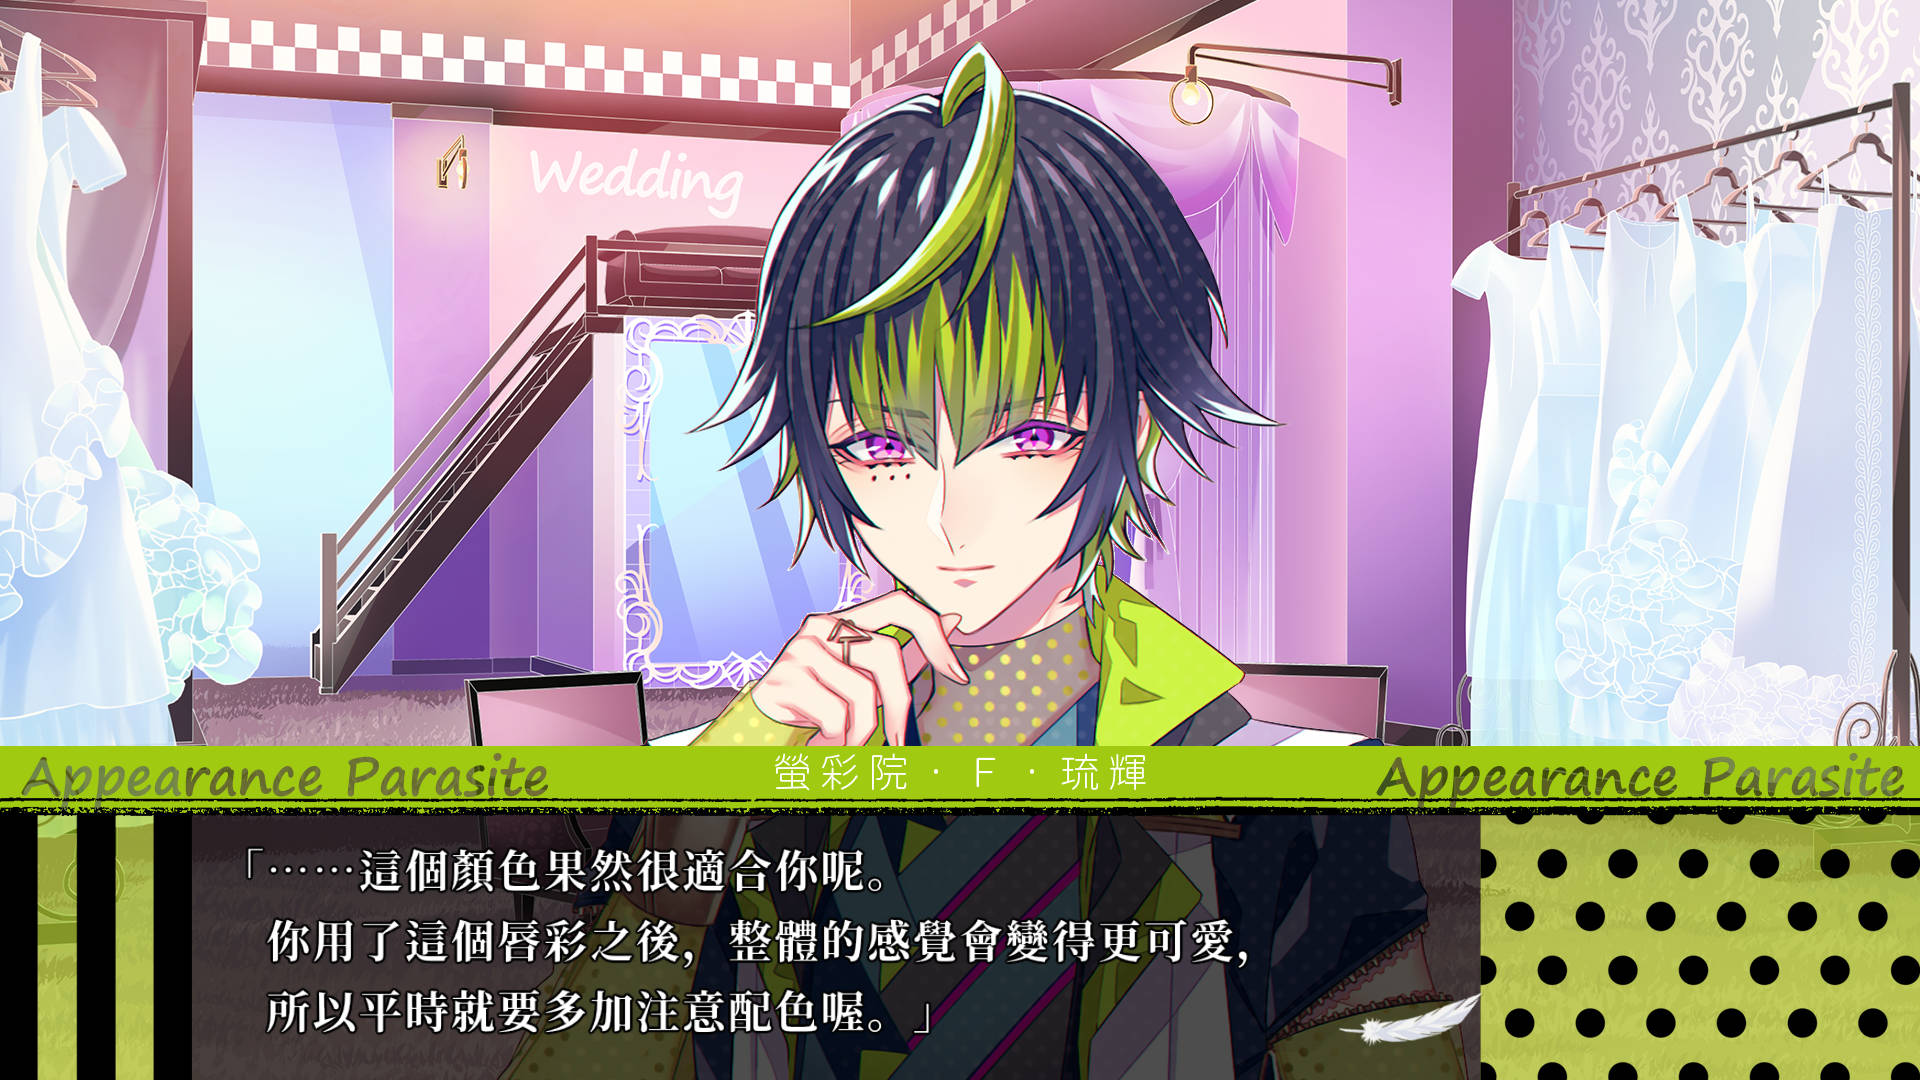 Wedding
Appearance Parasite
螢彩院・F・琉輝
Appearance Parasite
「……這個顏色果然很適合你呢。
你用了這個唇彩之後，整體的感覺會變得更可愛，
所以平時就要多加注意配色喔。」